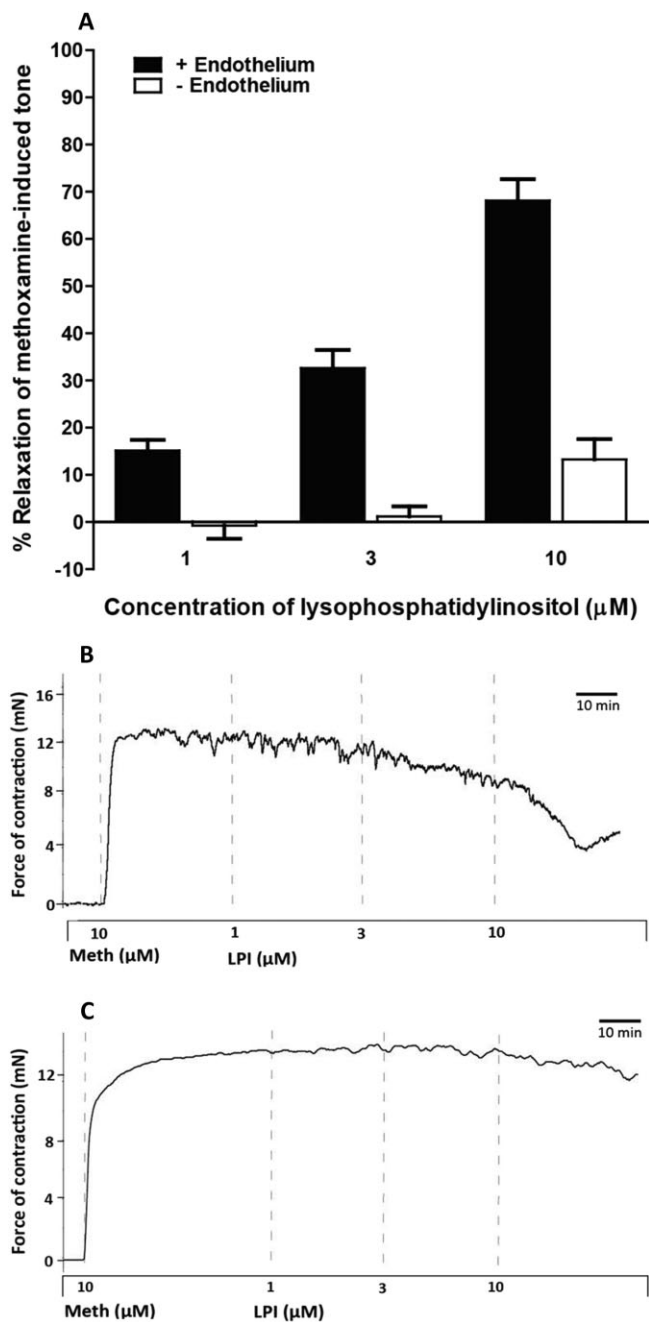 A
+ Endothelium
- Endothelium
% Relaxation of methoxamine-induced tone
100
90
80
70
60
50
40
30
20
10
0
-10
1 3 10
Concentration of lysophosphatidylinositol (μM)
B
Force of contraction (mN)
16
12
8
4
0
10 min
10 1 3 10
Meth (μM) LPI (μM)
C
Force of contraction (mN)
12
8
4
0
10 min
10 1 3 10
Meth (μM) LPI (μM)